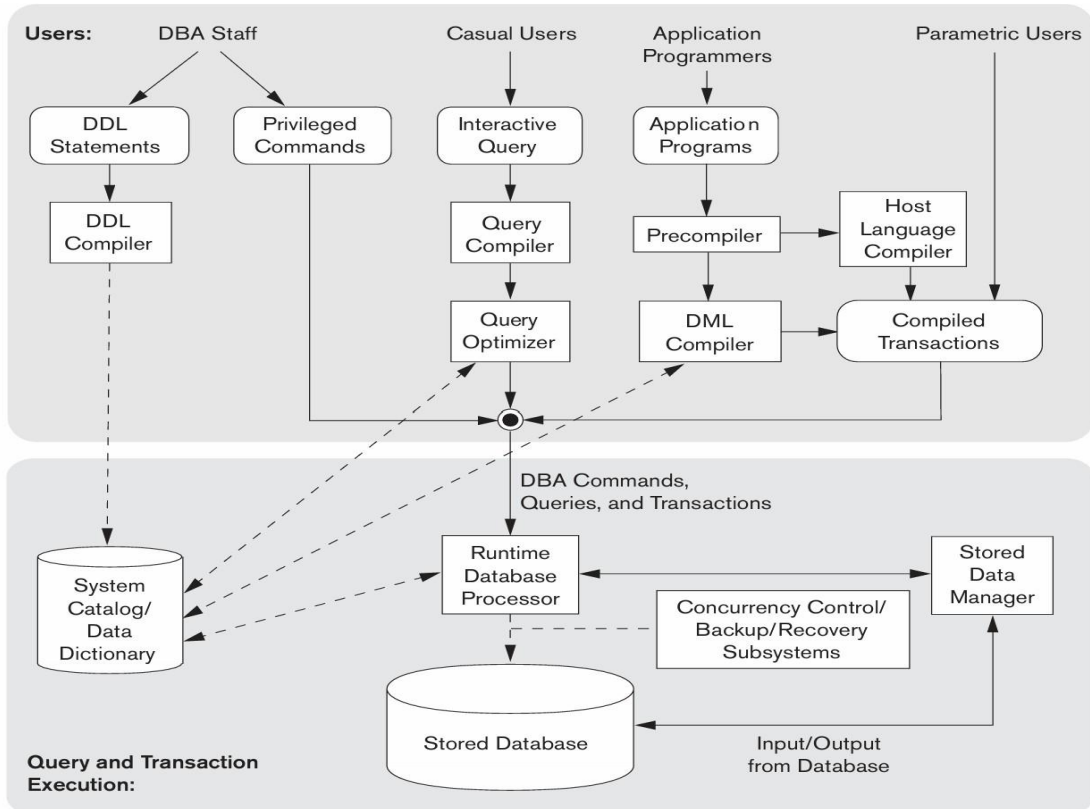 Users:
DBA Staff
Casual Users
Application
Programmers
Parametric Users
DDL
Statements
Privileged
Commands
Interactive
Query
Application
Programs
DDL
Compiler
Query
Compiler
Precompiler
Host
Language
Compiler
Query
Optimizer
DML
Compiler
Compiled
Transactions
DBA Commands,
Queries, and Transactions
System
Catalog/
Data
Dictionary
Runtime
Database
Processor
Stored
Data
Manager
Concurrency Control/
Backup/Recovery
Subsystems
Stored Database
Input/Output
from Database
Query and Transaction
Execution: